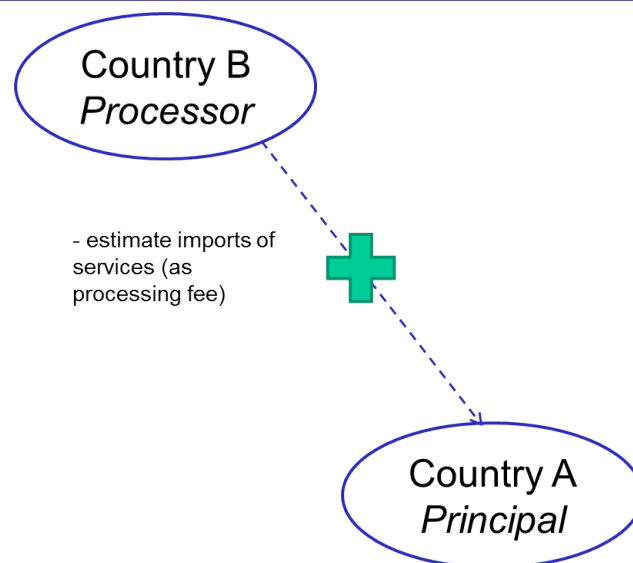 Country B
Processor
- estimate imports of
services (as
processing fee)
Country A
Principal